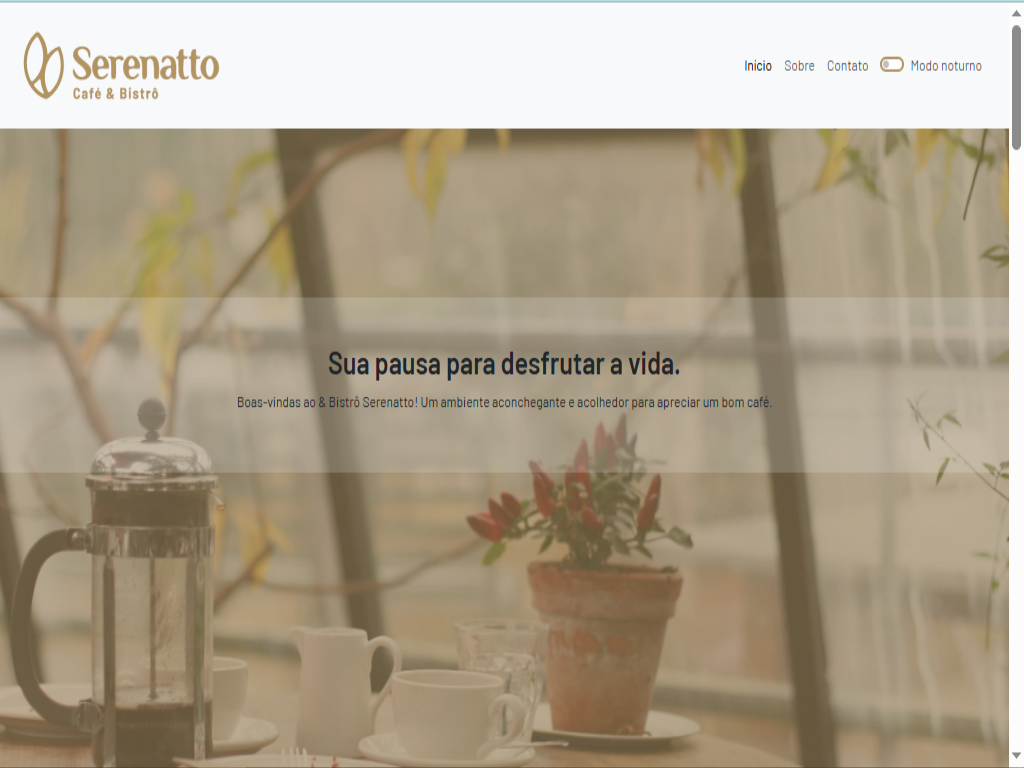 Serenatto
Café & Bistrô
Início Sobre Contato Modo noturno
Sua pausa para desfrutar a vida.
Boas-vindas ao & Bistrô Serenatto! Um ambiente aconchegante e acolhedor para apreciar um bom café.